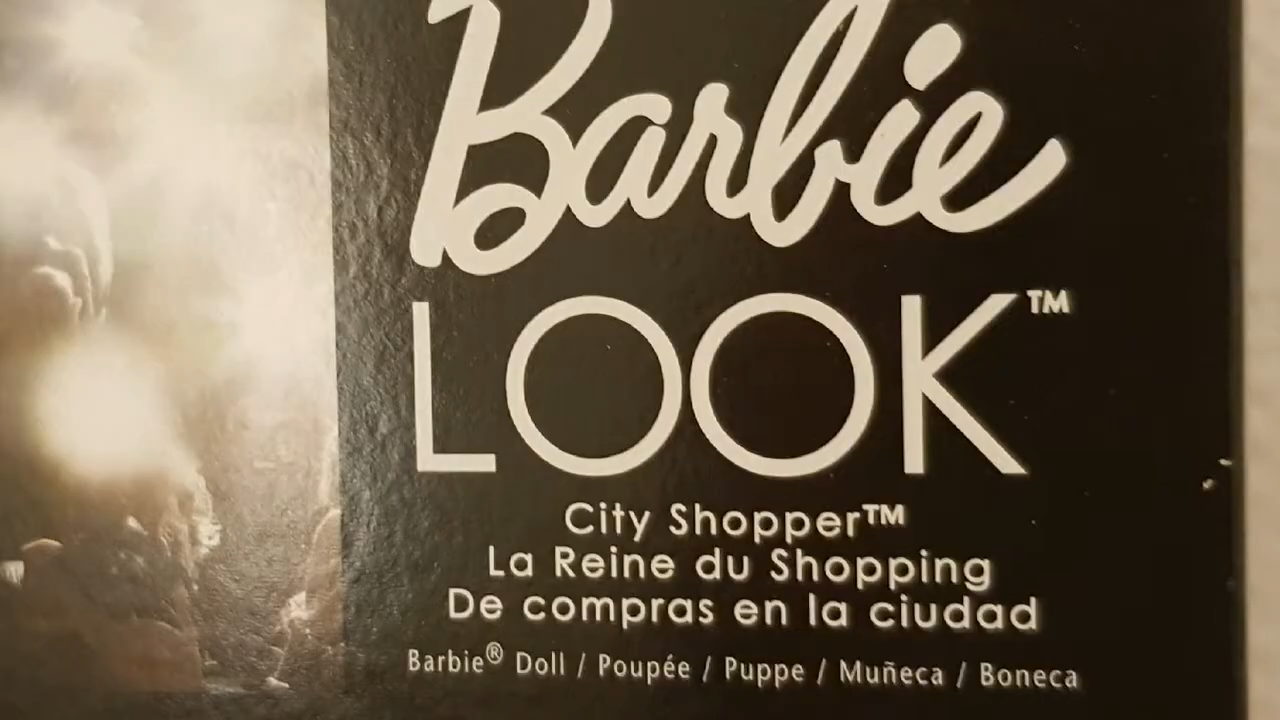 Barbie
LOOK™
City Shopper™
La Reine du Shopping
De compras en la ciudad
Barbie® Doll / Poupée / Puppe / Muñeca / Boneca